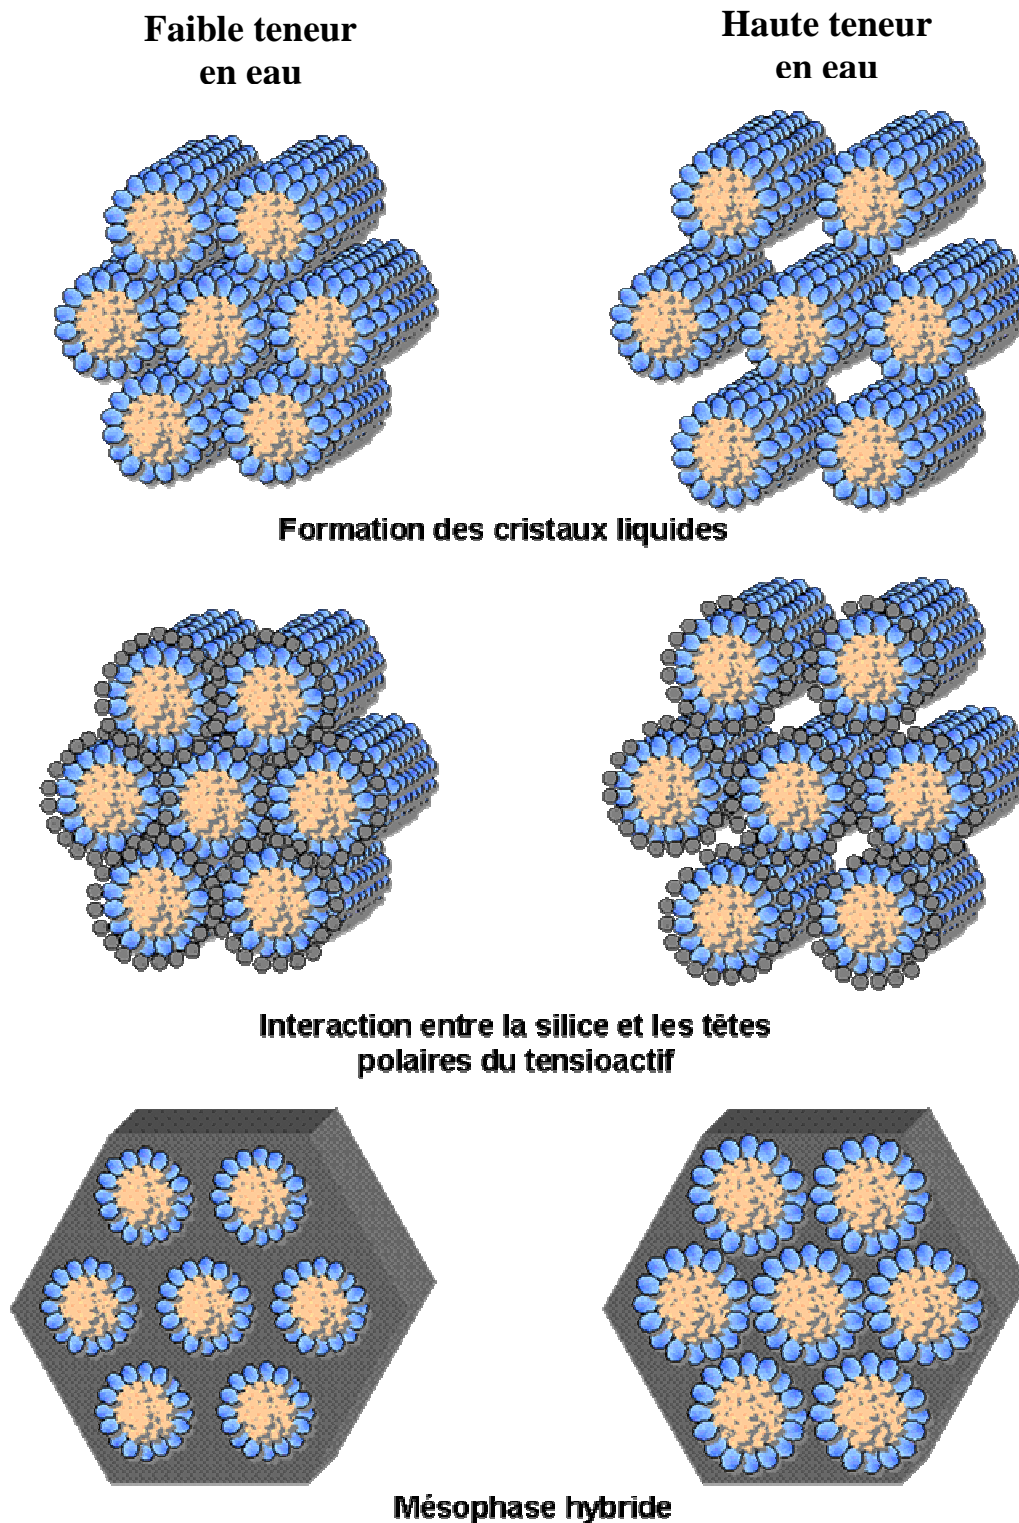 Faible teneur
en eau
Haute teneur
en eau
Formation des cristaux liquides
Interaction entre la silice et les têtes
polaires du tensioactif
Mésophase hybride